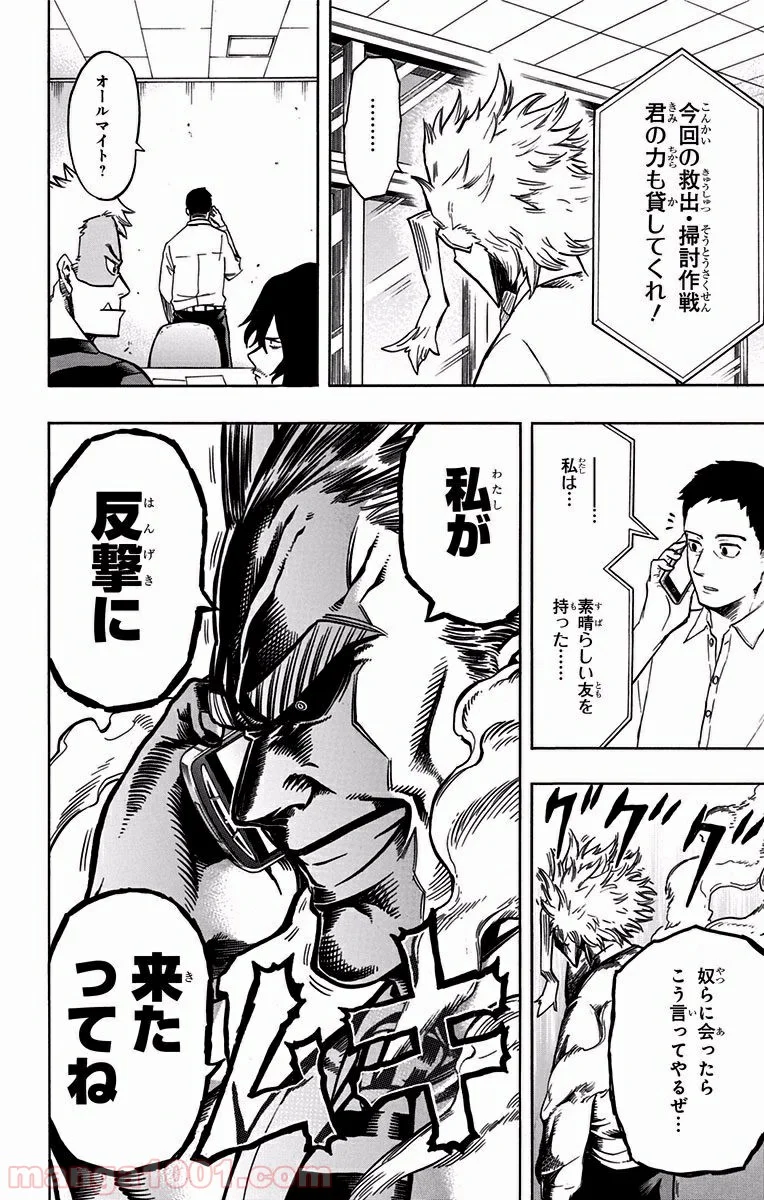 今回の救出・掃討作戦
君の力も貸してくれ！
………
オール
マイト？
――…
私は…
素晴らしい友を
持った……
グググ
奴らに会ったら
こう言ってやるぜ…
私が
反撃に
来た
ってね
ムキ
manga1001.com